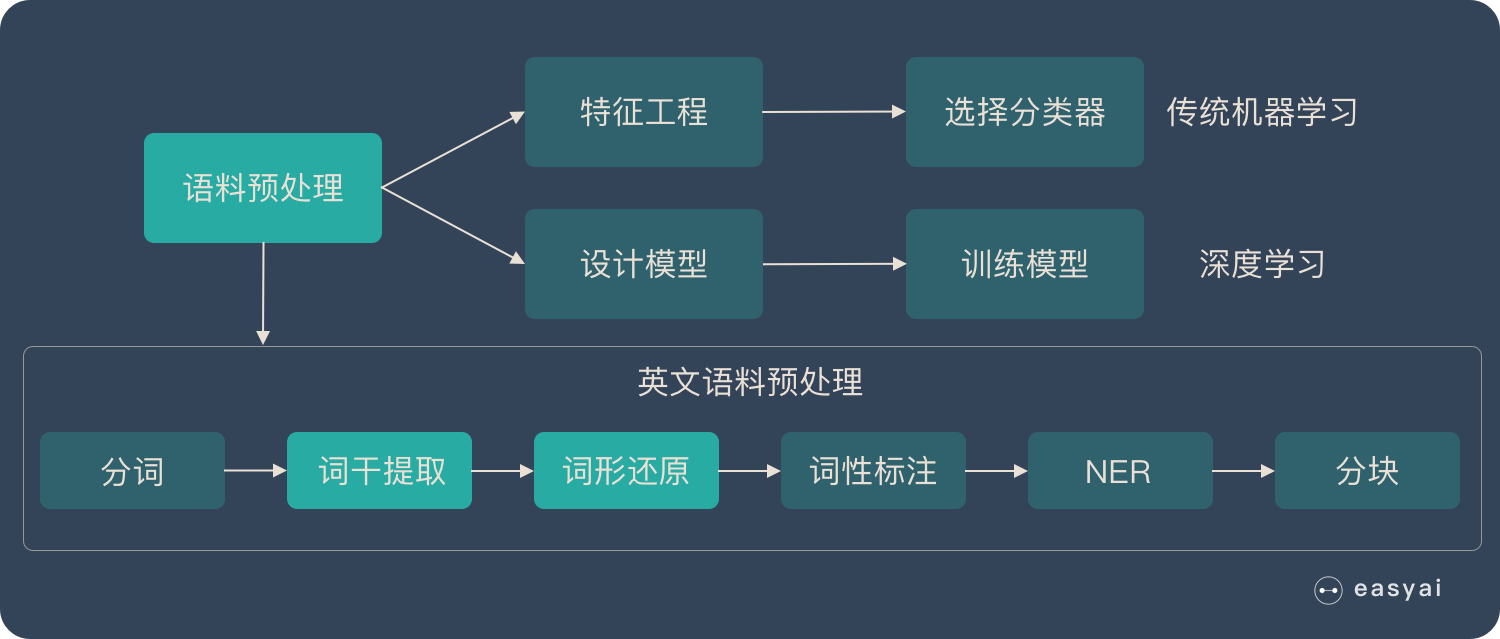 特征工程
选择分类器
传统机器学习
语料预处理
设计模型
训练模型
深度学习
英文语料预处理
分词
词干提取
词形还原
词性标注
NER
分块
easyai